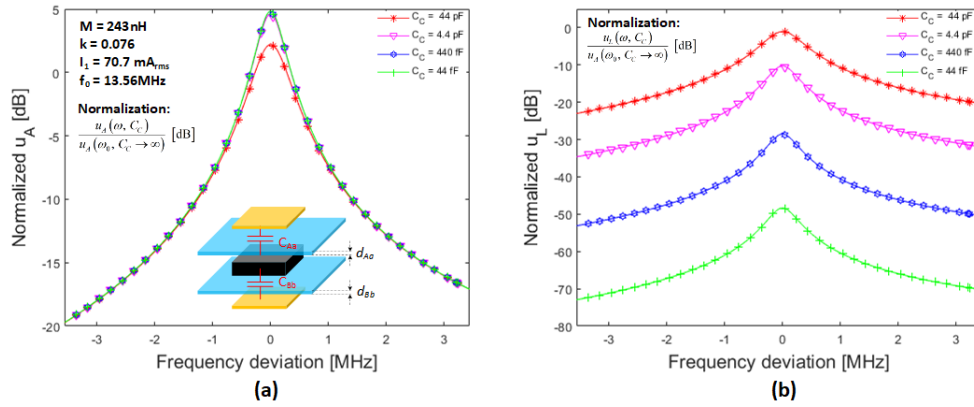 M = 243nH
k = 0.076
I1 = 70.7 mArms
f0 = 13.56MHz
Normalization:
uA(ω, CC)
uA(ω0, CC → ∞)
[dB]
CC = 44 pF
CC = 4.4 pF
CC = 440 fF
CC = 44 fF
5
0
-5
-10
-15
-20
Normalized uA [dB]
CAa
CBb
dAa
dBb
-3
-2
-1
0
1
2
3
Frequency deviation [MHz]
(a)
Normalization:
uL(ω, CC)
uA(ω0, CC → ∞)
[dB]
CC = 44 pF
CC = 4.4 pF
CC = 440 fF
CC = 44 fF
0
-10
-20
-30
-40
-50
-60
-70
-80
Normalized uL [dB]
-3
-2
-1
0
1
2
3
Frequency deviation [MHz]
(b)